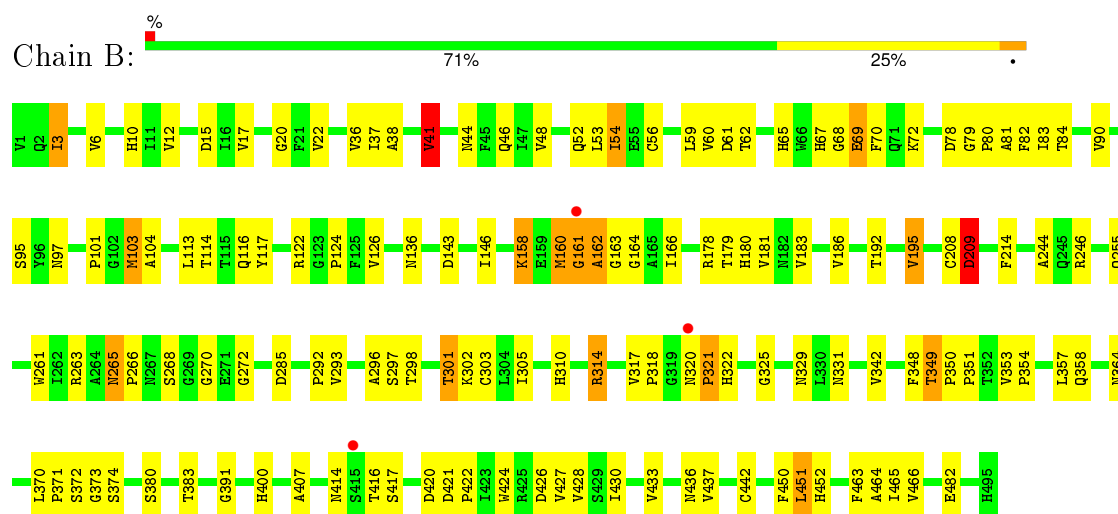 %
Chain B:
71% 25% •
V1 Q2 I3 V6 H10 I11 V12 D15 I16 V17 G20 F21 V22 V36 I37 A38 V41 N44 F45 Q46 I47 V48 Q52 L53 I54 E55 C56 L59 V60 D61 T62 H65 W66 H67 G68 E69 F70 Q71 K72 D78 G79 P80 A81 F82 I83 T84 V90
S95 Y96 N97 P101 G102 M103 A104 L113 T114 T115 Q116 Y117 R122 G123 P124 F125 V126 N136 D143 I146 K158 E159 M160 G161 A162 G163 G164 A165 I166 R178 T179 H180 V181 N182 V183 V186 T192 V195 C208 D209 F214 A244 Q245 R246
W261 I262 R263 A264 N265 P266 N267 S268 G269 G270 E271 G272 D285 P292 V293 A296 S297 T298 T301 K302 C303 L304 I305 H310 R314 V317 P318 G319 N320 P321 H322 G325 N329 L330 N331 V342 F348 T349 P350 P351 T352 V353 P354 L357 Q358 N364
L370 P371 S372 G373 S374 S380 T383 G391 H400 A407 N414 S415 T416 S417 D420 D421 P422 I423 W424 R425 D426 V427 V428 S429 I430 V433 N436 V437 C442 F450 L451 H452 F463 A464 I465 V466 E482 H495